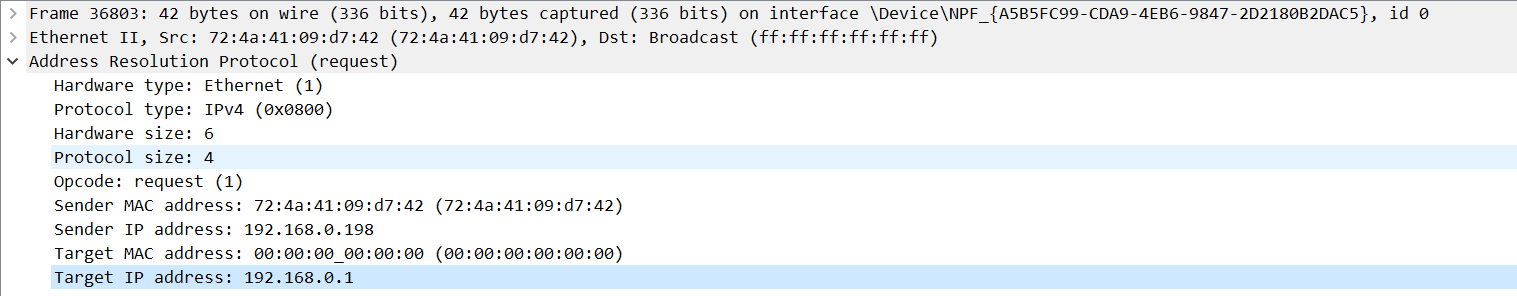 Frame 36803: 42 bytes on wire (336 bits), 42 bytes captured (336 bits) on interface \Device\NPF_{A5B5FC99-CDA9-4EB6-9847-2D2180B2DAC5}, id 0
Ethernet II, Src: 72:4a:41:09:d7:42 (72:4a:41:09:d7:42), Dst: Broadcast (ff:ff:ff:ff:ff:ff)
Address Resolution Protocol (request)
Hardware type: Ethernet (1)
Protocol type: IPv4 (0x0800)
Hardware size: 6
Protocol size: 4
Opcode: request (1)
Sender MAC address: 72:4a:41:09:d7:42 (72:4a:41:09:d7:42)
Sender IP address: 192.168.0.198
Target MAC address: 00:00:00_00:00:00 (00:00:00:00:00:00)
Target IP address: 192.168.0.1